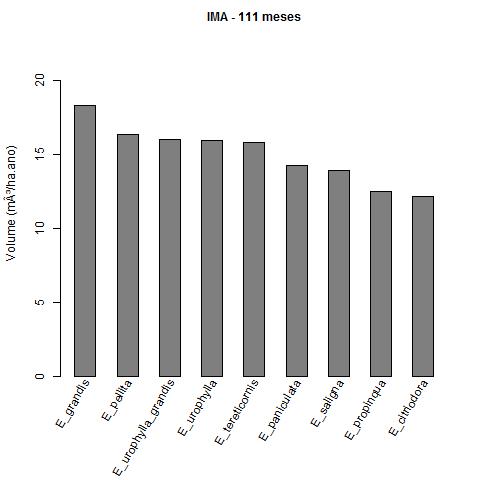 IMA - 111 meses
Volume (mÂ³/ha.ano)
20
15
10
5
0
E_grandis
E_pellita
E_urophylla_grandis
E_urophylla
E_tereticornis
E_paniculata
E_saligna
E_propinqua
E_citriodora